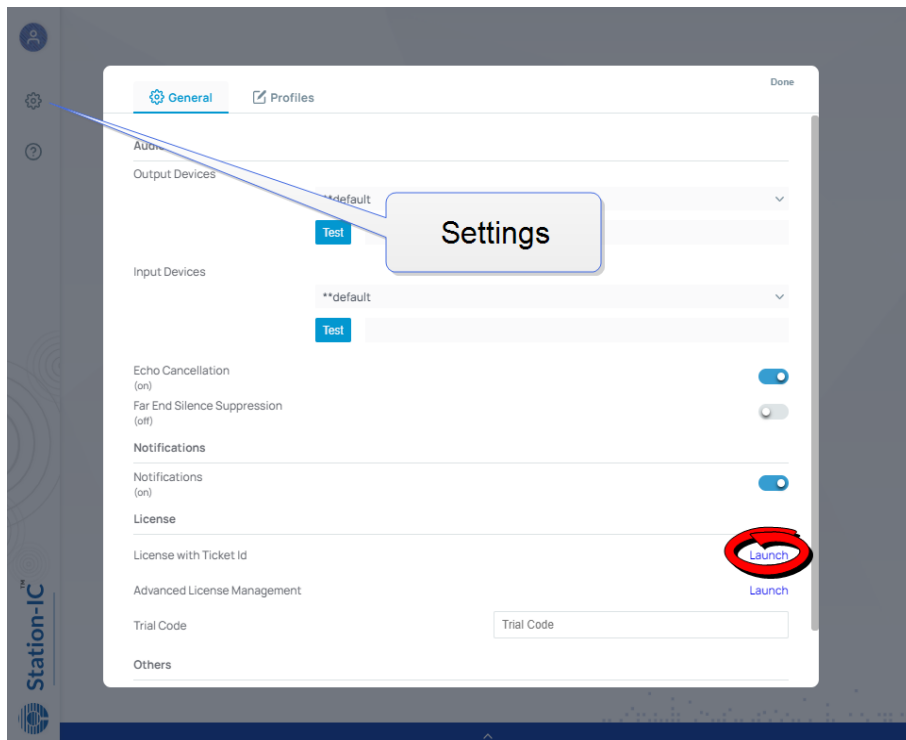 Done
General Profiles
Audio
Output Devices
**default
Test
Settings
Input Devices
**default
Test
Echo Cancellation
(on)
Far End Silence Suppression
(off)
Notifications
Notifications
(on)
License
License with Ticket Id Launch
Advanced License Management Launch
Trial Code Trial Code
Others
Station-IC™